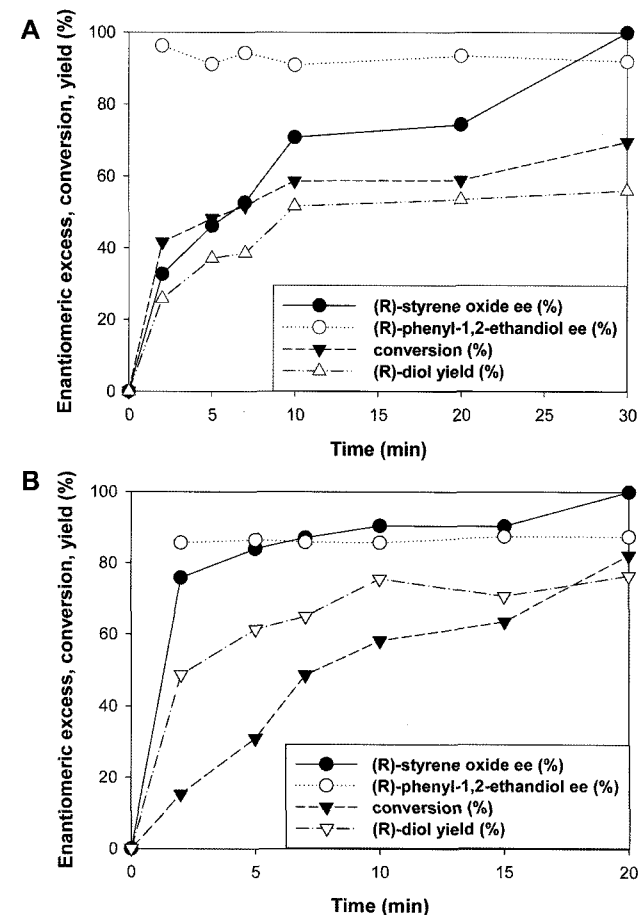 A
Enantiomeric excess, conversion, yield (%)
100
80
60
40
20
0
(R)-styrene oxide ee (%)
(R)-phenyl-1,2-ethandiol ee (%)
conversion (%)
(R)-diol yield (%)
0
5
10
15
20
25
30
Time (min)
B
Enantiomeric excess, conversion, yield (%)
100
80
60
40
20
0
(R)-styrene oxide ee (%)
(R)-phenyl-1,2-ethandiol ee (%)
conversion (%)
(R)-diol yield (%)
0
5
10
15
20
Time (min)